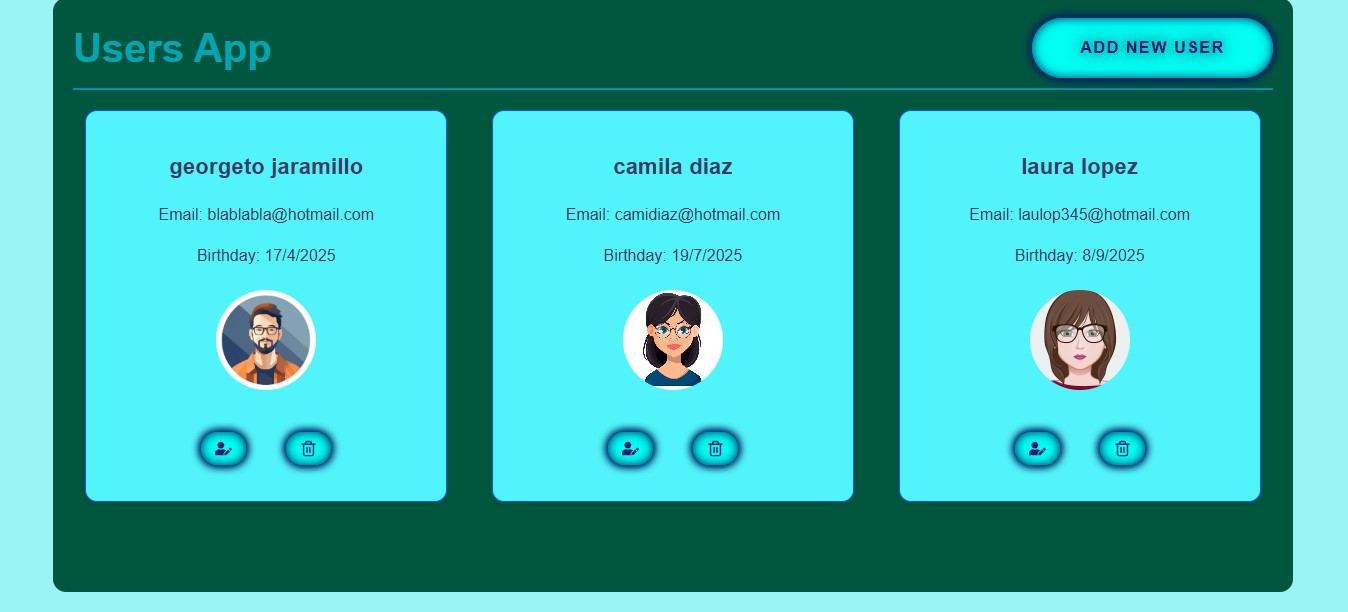 Users App
ADD NEW USER
georgeto jaramillo
Email: blablabla@hotmail.com
Birthday: 17/4/2025
camila diaz
Email: camidiaz@hotmail.com
Birthday: 19/7/2025
laura lopez
Email: laulop345@hotmail.com
Birthday: 8/9/2025